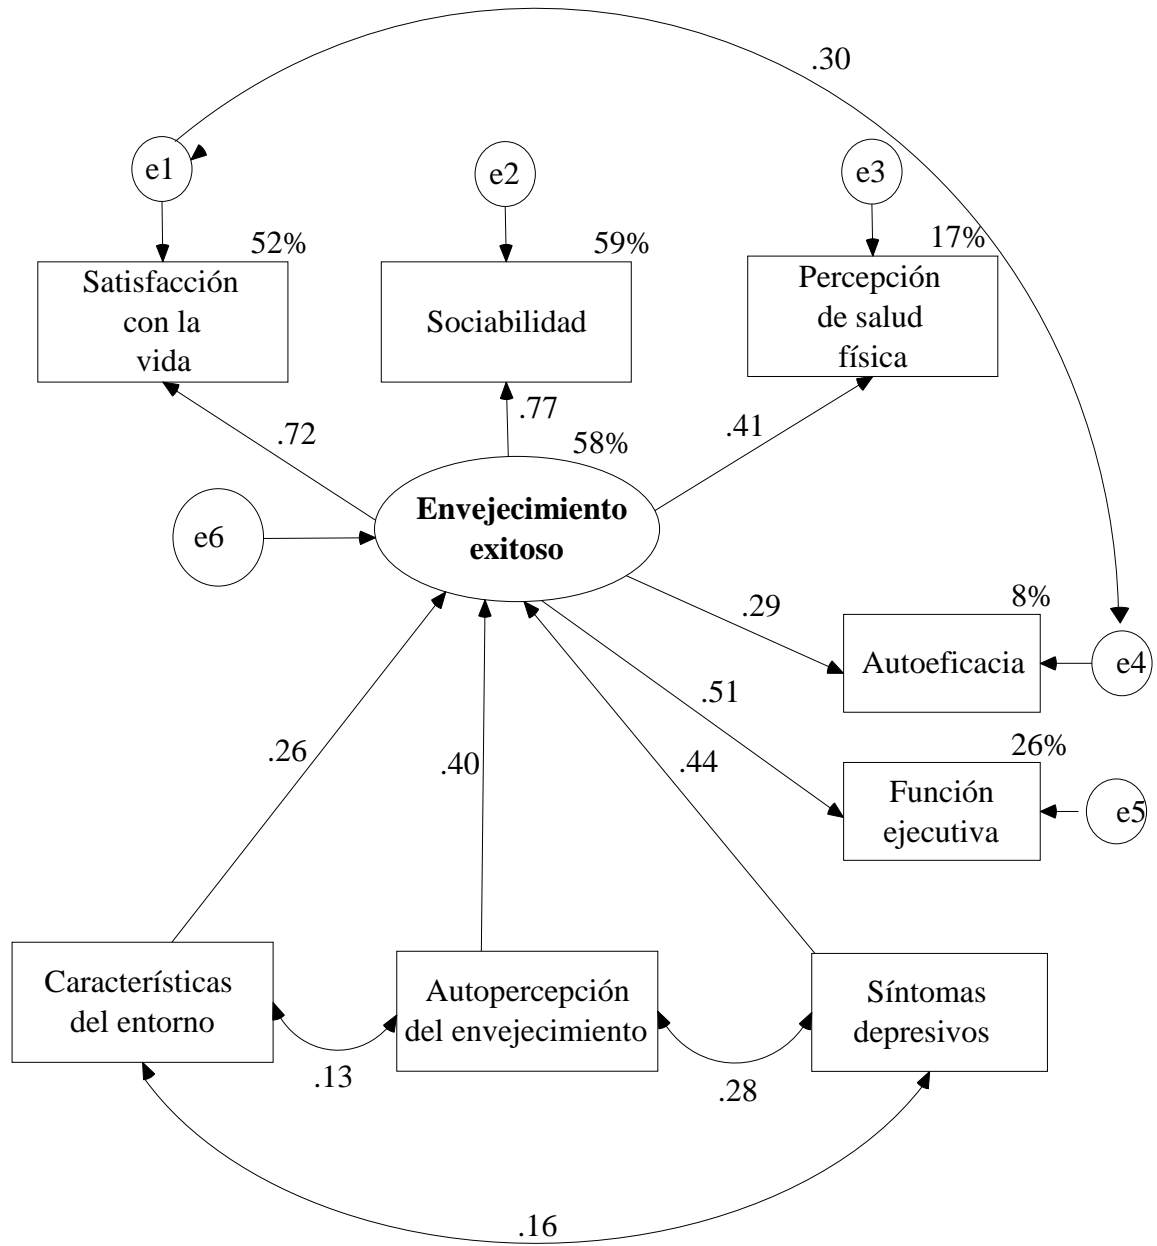 .30
e1
e2
e3
52%
59%
17%
Satisfacción
con la
vida
Sociabilidad
Percepción
de salud
física
.72
.77
.41
58%
Envejecimiento
exitoso
e6
.29
8%
Autoeficacia
e4
.51
.26
.40
.44
26%
Función
ejecutiva
e5
Característícas
del entorno
Autopercepción
del envejecimiento
Síntomas
depresivos
.13
.28
.16